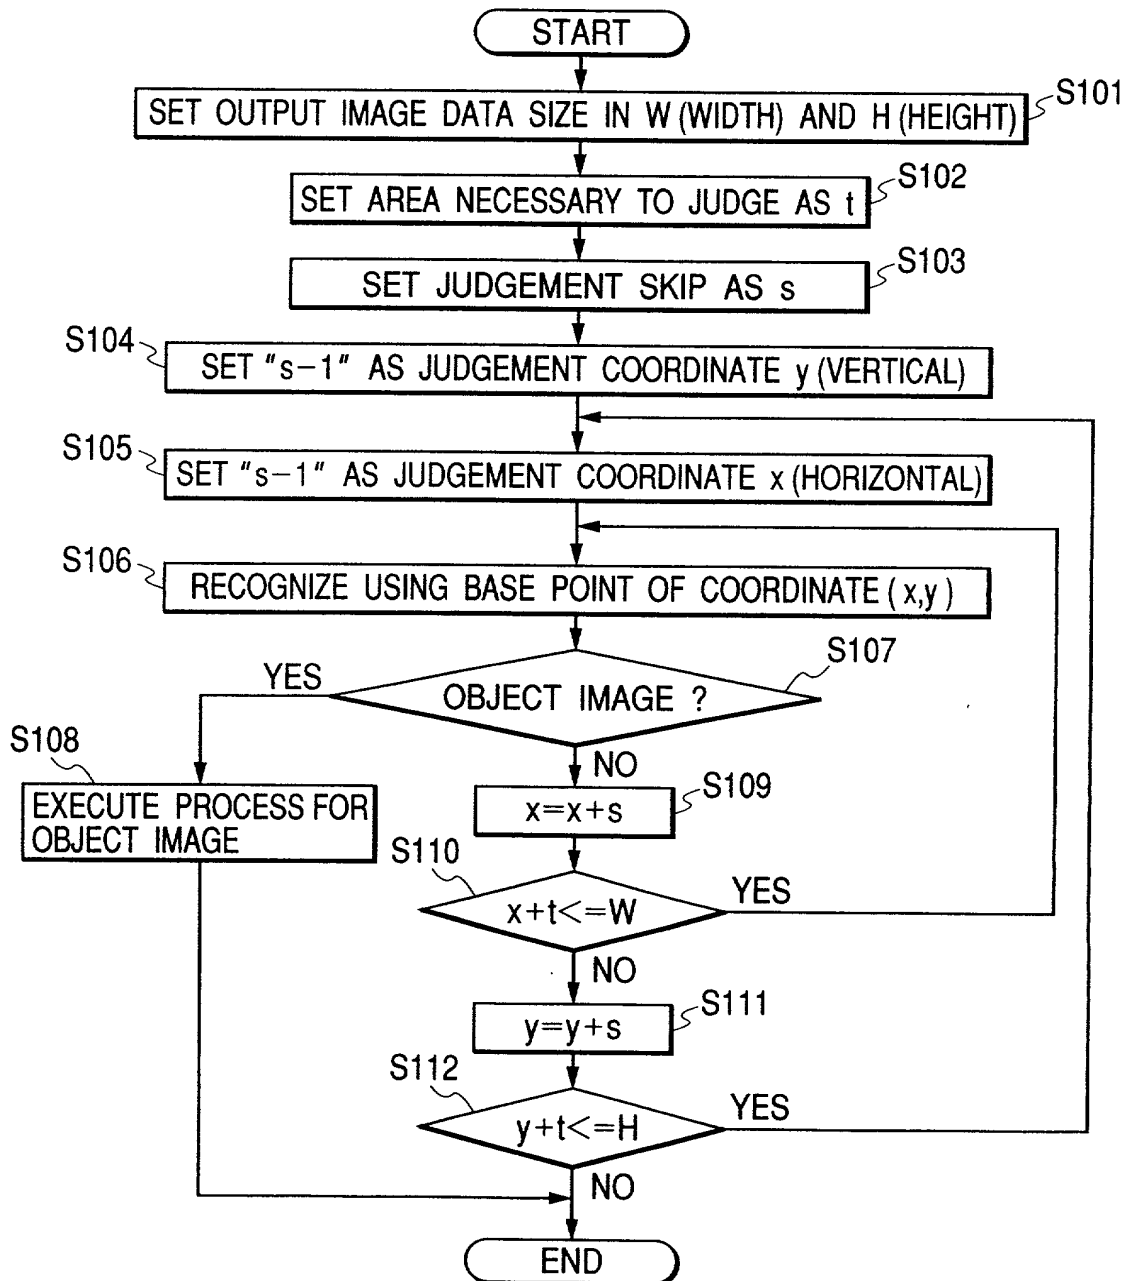 START
SET OUTPUT IMAGE DATA SIZE IN W (WIDTH) AND H (HEIGHT)
S101
SET AREA NECESSARY TO JUDGE AS t
S102
SET JUDGEMENT SKIP AS s
S103
S104
SET "s-1" AS JUDGEMENT COORDINATE y (VERTICAL)
S105
SET "s-1" AS JUDGEMENT COORDINATE x (HORIZONTAL)
S106
RECOGNIZE USING BASE POINT OF COORDINATE (x,y)
S107
OBJECT IMAGE ?
YES
NO
S108
EXECUTE PROCESS FOR
OBJECT IMAGE
x=x+s
S109
S110
x+t<=W
YES
NO
y=y+s
S111
S112
y+t<=H
YES
NO
END